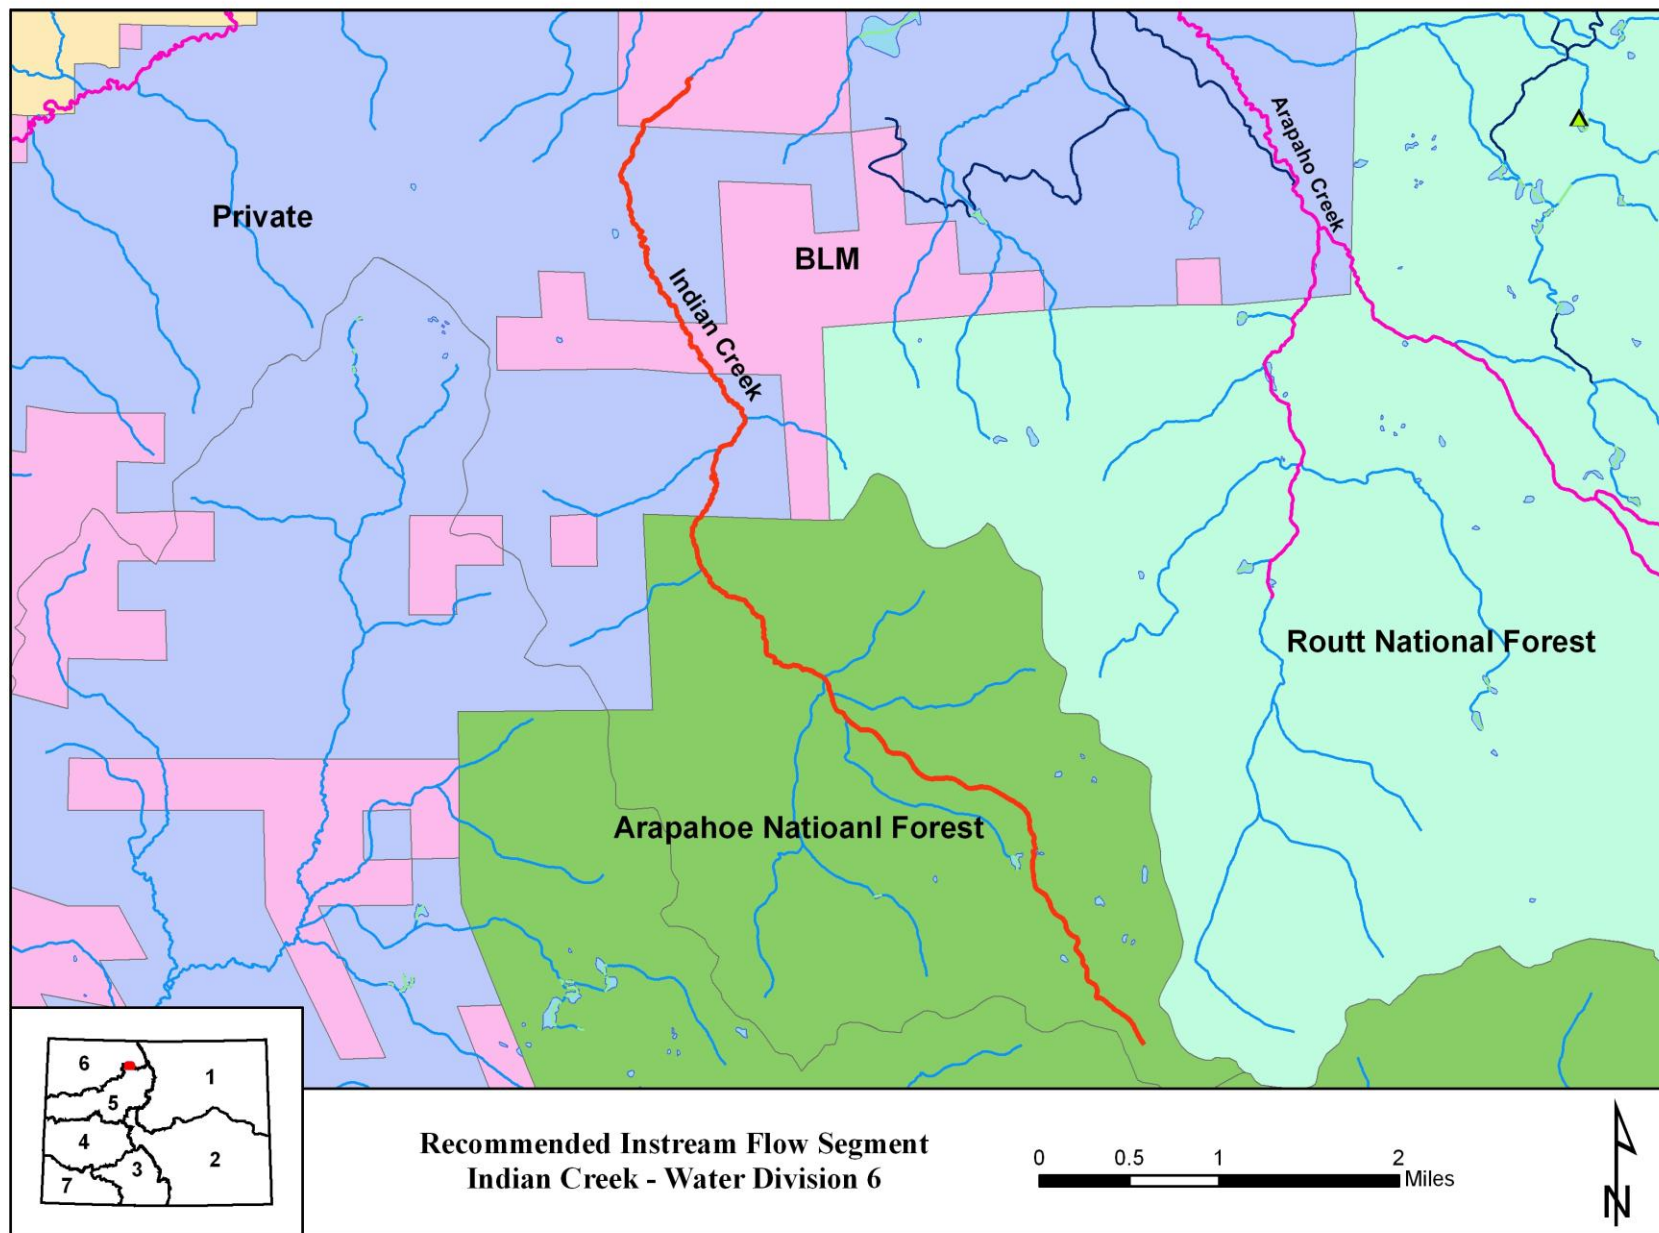 Arapaho Creek
Private
BLM
Indian Creek
Routt National Forest
Arapahoe Natioanl Forest
6
1
5
4
2
3
7
Recommended Instream Flow Segment
Indian Creek - Water Division 6
0 0.5 1 2
Miles
N